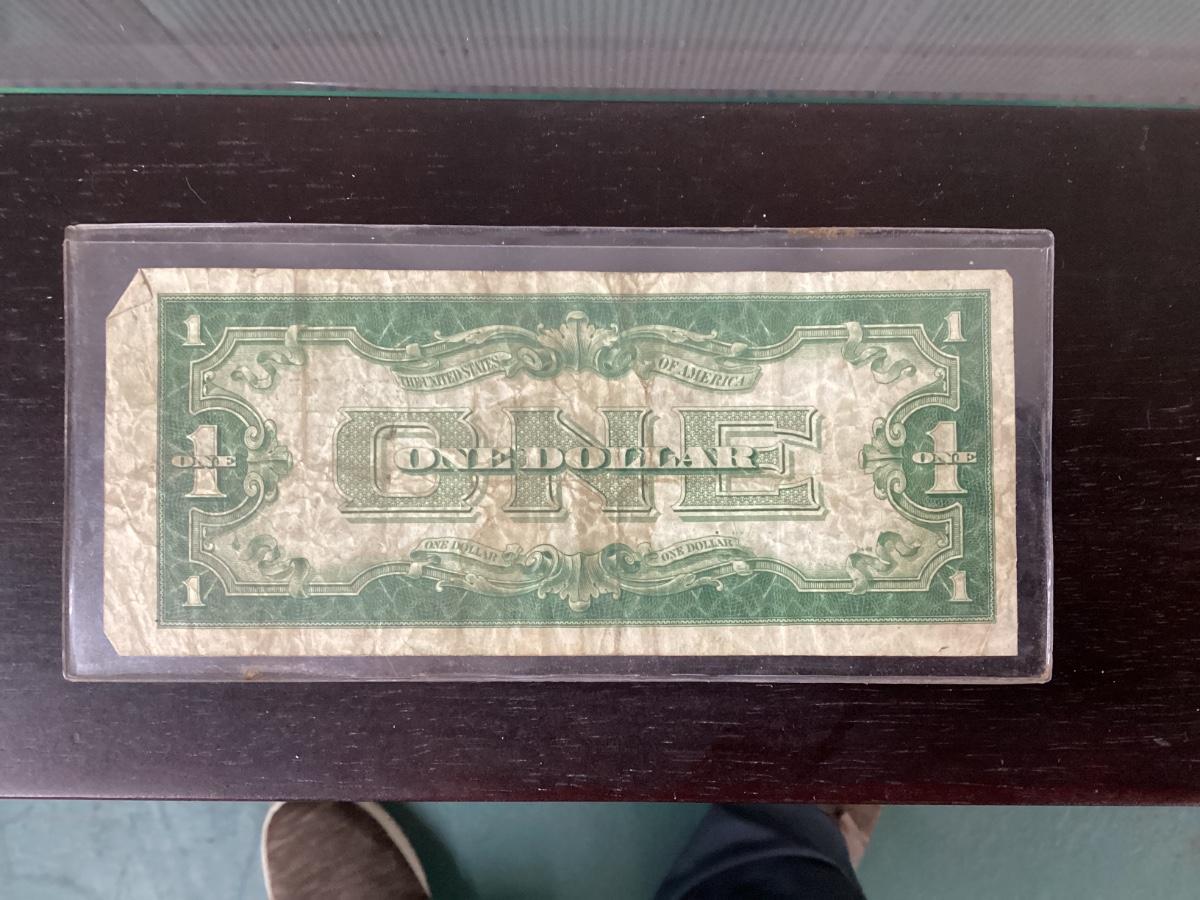 1 1
THE UNITED STATES OF AMERICA
ONE
1 ONE ONE DOLLAR 1 ONE
ONE DOLLAR ONE DOLLAR
1 1